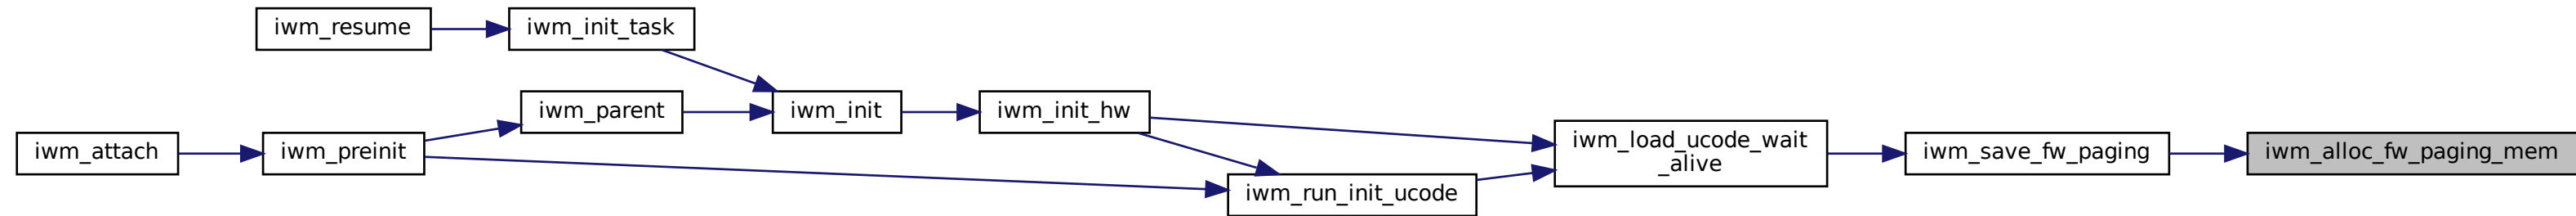 iwm_resume
iwm_init_task
iwm_parent
iwm_init
iwm_init_hw
iwm_attach
iwm_preinit
iwm_load_ucode_wait
_alive
iwm_save_fw_paging
iwm_alloc_fw_paging_mem
iwm_run_init_ucode